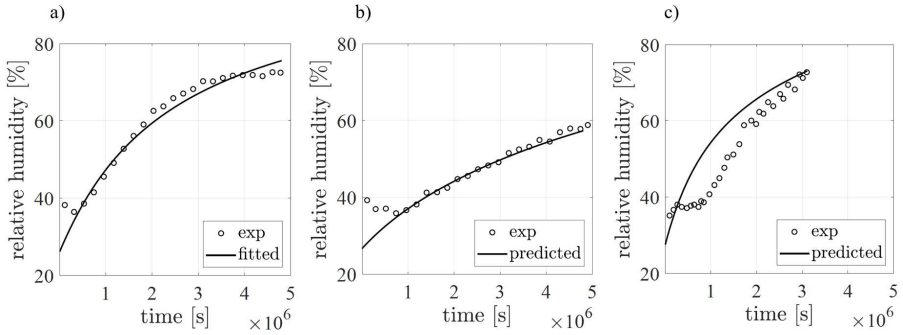 a)
80
60
40
20
relative humidity [%]
exp
fitted
1 2 3 4 5
time [s]
×10^6
b)
80
60
40
20
relative humidity [%]
exp
predicted
1 2 3 4 5
time [s]
×10^6
c)
80
60
40
20
relative humidity [%]
exp
predicted
1 2 3 4 5
time [s]
×10^6